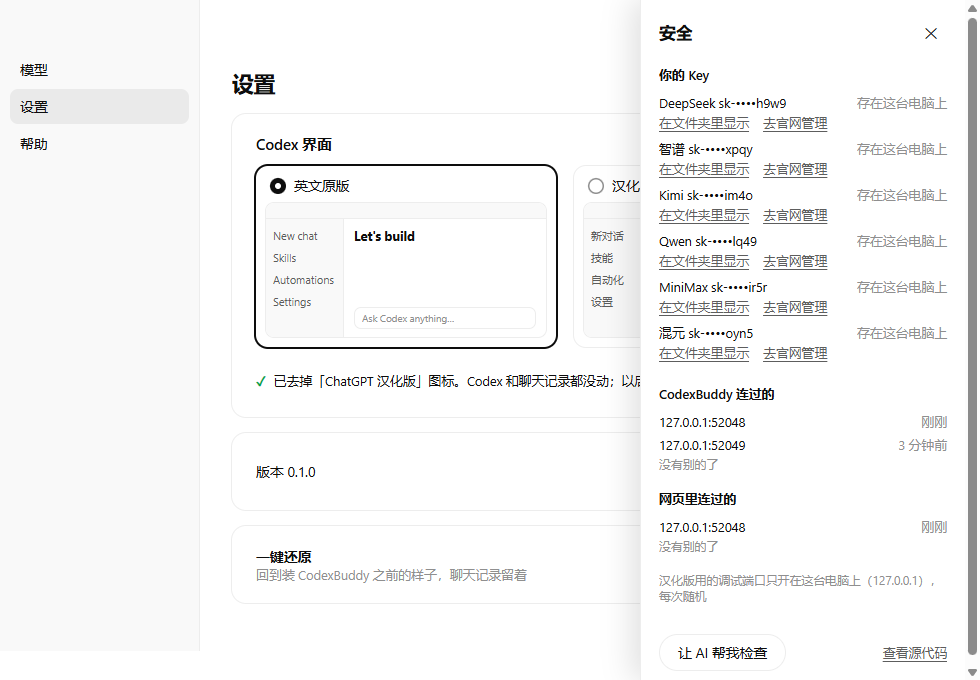 模型
设置
帮助
设置
Codex 界面
英文原版
New chat
Skills
Automations
Settings
Let's build
Ask Codex anything...
汉化
新对话
技能
自动化
设置
✓ 已去掉「ChatGPT 汉化版」图标。Codex 和聊天记录都没动；以后
版本 0.1.0
一键还原
回到装 CodexBuddy 之前的样子，聊天记录留着
安全
你的 Key
DeepSeek sk-••••h9w9 存在这台电脑上
在文件夹里显示 去官网管理
智谱 sk-••••xpqy 存在这台电脑上
在文件夹里显示 去官网管理
Kimi sk-••••im4o 存在这台电脑上
在文件夹里显示 去官网管理
Qwen sk-••••lq49 存在这台电脑上
在文件夹里显示 去官网管理
MiniMax sk-••••ir5r 存在这台电脑上
在文件夹里显示 去官网管理
混元 sk-••••oyn5 存在这台电脑上
在文件夹里显示 去官网管理
CodexBuddy 连过的
127.0.0.1:52048 刚刚
127.0.0.1:52049 3 分钟前
没有别的了
网页里连过的
127.0.0.1:52048 刚刚
没有别的了
汉化版用的调试端口只开在这台电脑上（127.0.0.1），
每次随机
让 AI 帮我检查 查看源代码